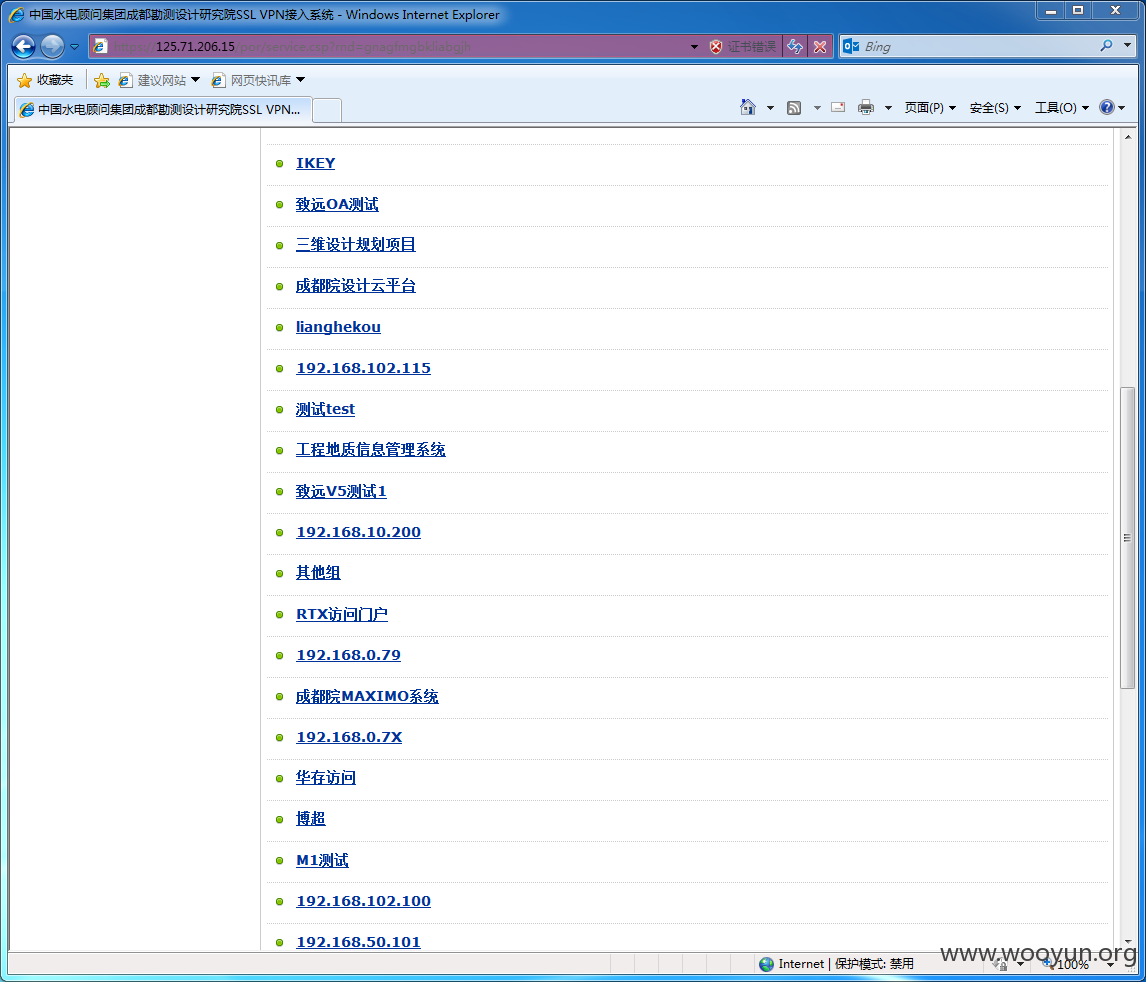 中国水电顾问集团成都勘测设计研究院SSL VPN接入系统 - Windows Internet Explorer
https://125.71.206.15/por/service.csp?rnd= 证书错误 Bing
收藏夹 建议网站 网页快讯库
中国水电顾问集团成都勘测设计研究院SSL VPN... 页面(P) 安全(S) 工具(O)
IKEY
致远OA测试
三维设计规划项目
成都院设计云平台
lianghekou
192.168.102.115
测试test
工程地质信息管理系统
致远V5测试1
192.168.10.200
其他组
RTX访问门户
192.168.0.79
成都院MAXIMO系统
192.168.0.7X
华存访问
博超
M1测试
192.168.102.100
192.168.50.101
www.wooyun.org
Internet | 保护模式: 禁用 100%